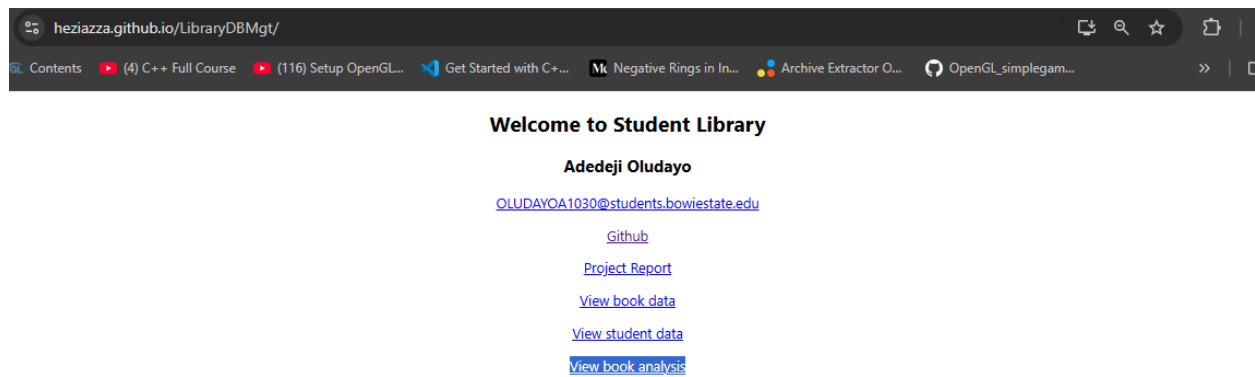 heziazza.github.io/LibraryDBMgt/
Contents (4) C++ Full Course (116) Setup OpenGL... Get Started with C+... Negative Rings in In... Archive Extractor O... OpenGL_simplegam... »
Welcome to Student Library
Adedeji Oludayo
OLUDAYOA1030@students.bowiestate.edu
Github
Project Report
View book data
View student data
View book analysis